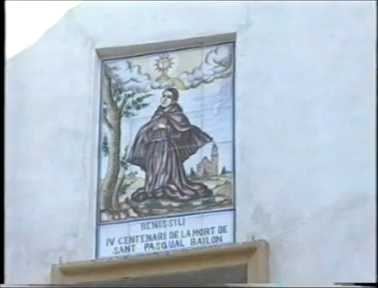 BENISSILI
IV CENTENARI DE LA MORT DE
SANT PASQUAL BAILON